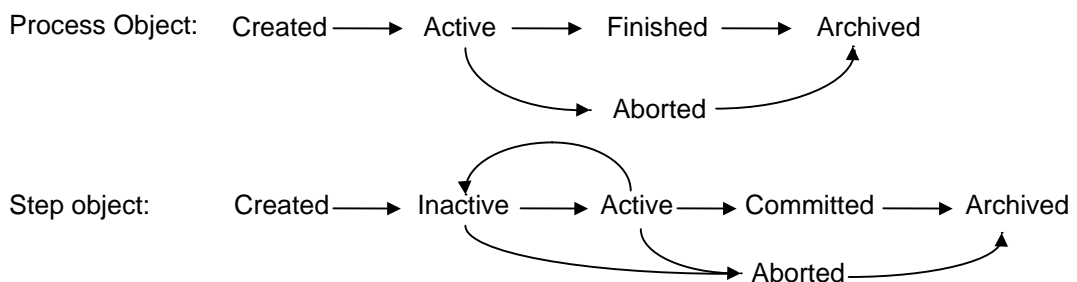 Process Object: Created Active Finished Archived
Aborted
Step object: Created Inactive Active Committed Archived
Aborted